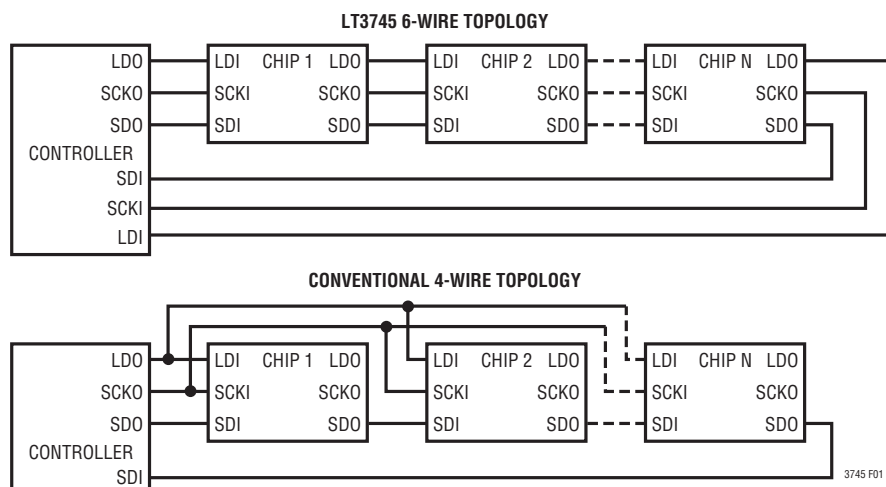 LT3745 6-WIRE TOPOLOGY
LDO LDI CHIP 1 LDO LDI CHIP 2 LDO LDI CHIP N LDO
SCKO SCKI SCKO SCKI SCKO SCKI SCKO
SDO SDI SDO SDI SDO SDI SDO
CONTROLLER
SDI
SCKI
LDI
CONVENTIONAL 4-WIRE TOPOLOGY
LDO LDI CHIP 1 LDO LDI CHIP 2 LDO LDI CHIP N LDO
SCKO SCKI SCKO SCKI SCKO SCKI SCKO
SDO SDI SDO SDI SDO SDI SDO
CONTROLLER
SDI
3745 F01